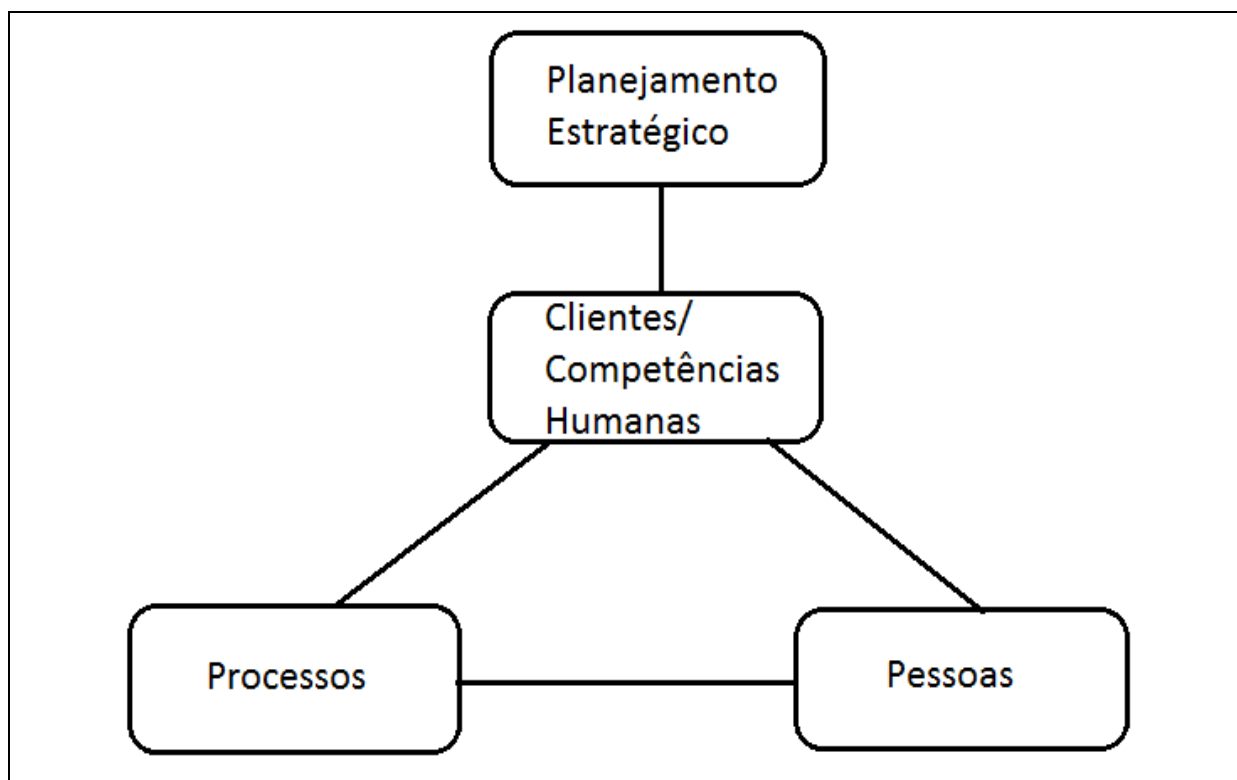 Planejamento
Estratégico
Clientes/
Competências
Humanas
Processos
Pessoas